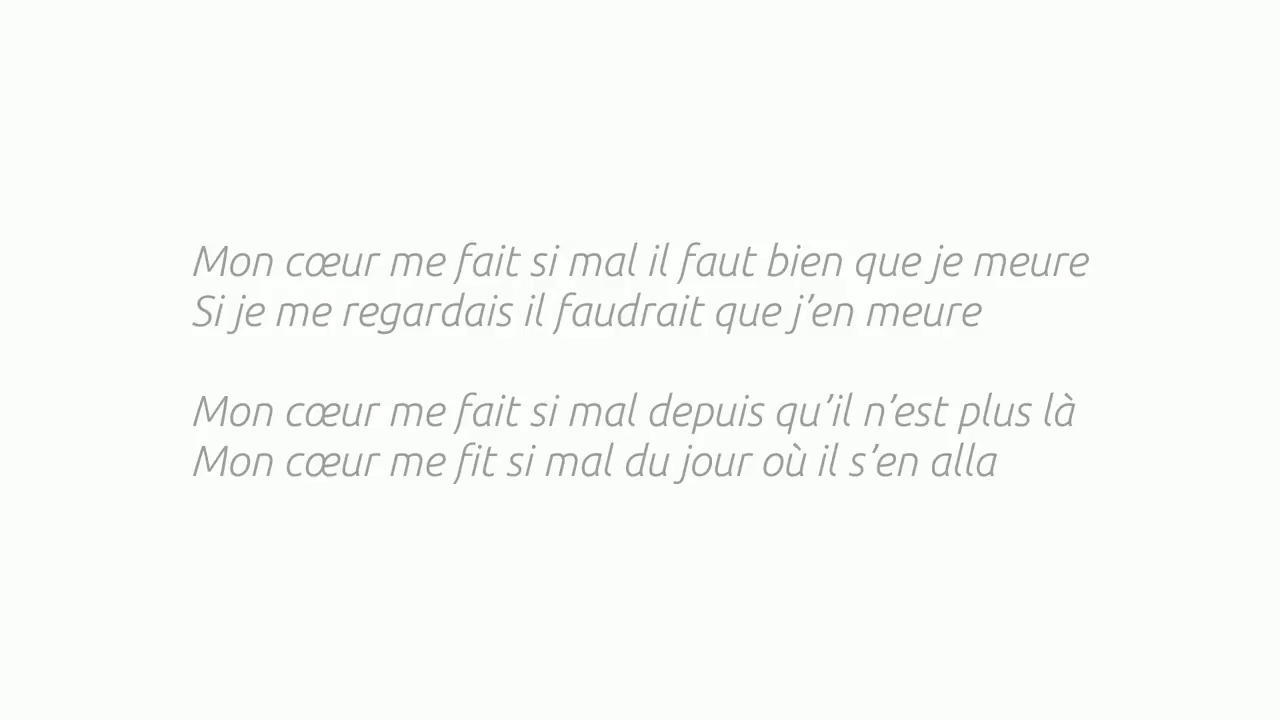 Mon cœur me fait si mal il faut bien que je meure
Si je me regardais il faudrait que j’en meure
Mon cœur me fait si mal depuis qu’il n’est plus là
Mon cœur me fit si mal du jour où il s’en alla